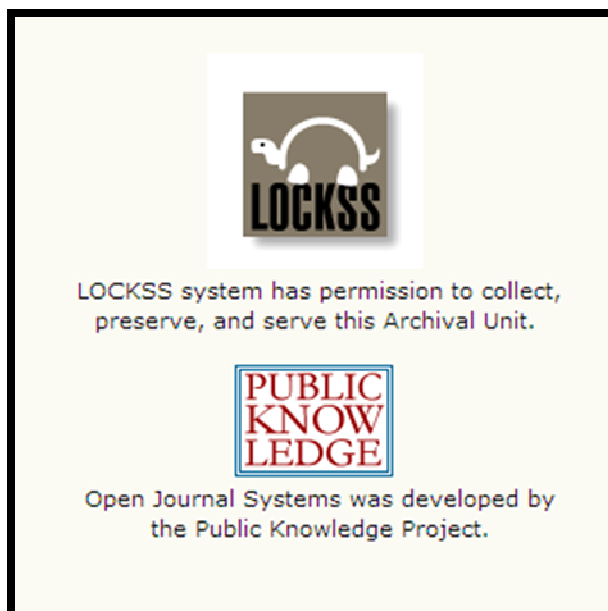 LOCKSS
LOCKSS system has permission to collect,
preserve, and serve this Archival Unit.
PUBLIC
KNOW
LEDGE
Open Journal Systems was developed by
the Public Knowledge Project.